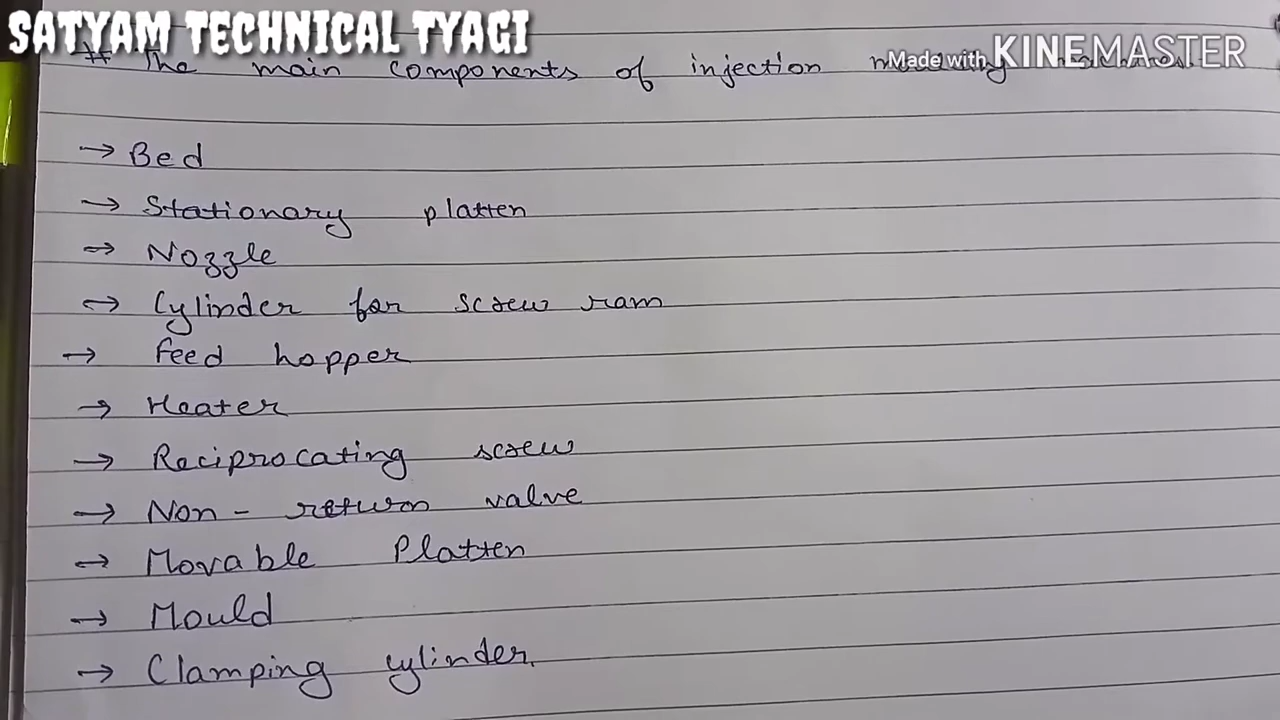 SATYAM TECHNICAL TYAGI
Made with KINEMASTER
# The main components of injection
→ Bed
→ Stationary platten
→ Nozzle
→ Cylinder for screw ram
→ feed hopper
→ Heater
→ Reciprocating screw
→ Non - return valve
→ Movable Platten
→ Mould
→ Clamping cylinder.